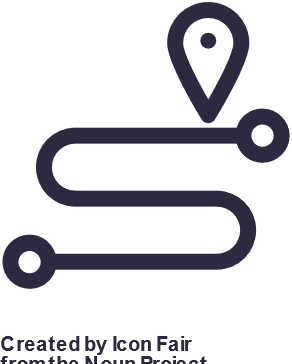 Created by Icon Fair
from the Noun Project